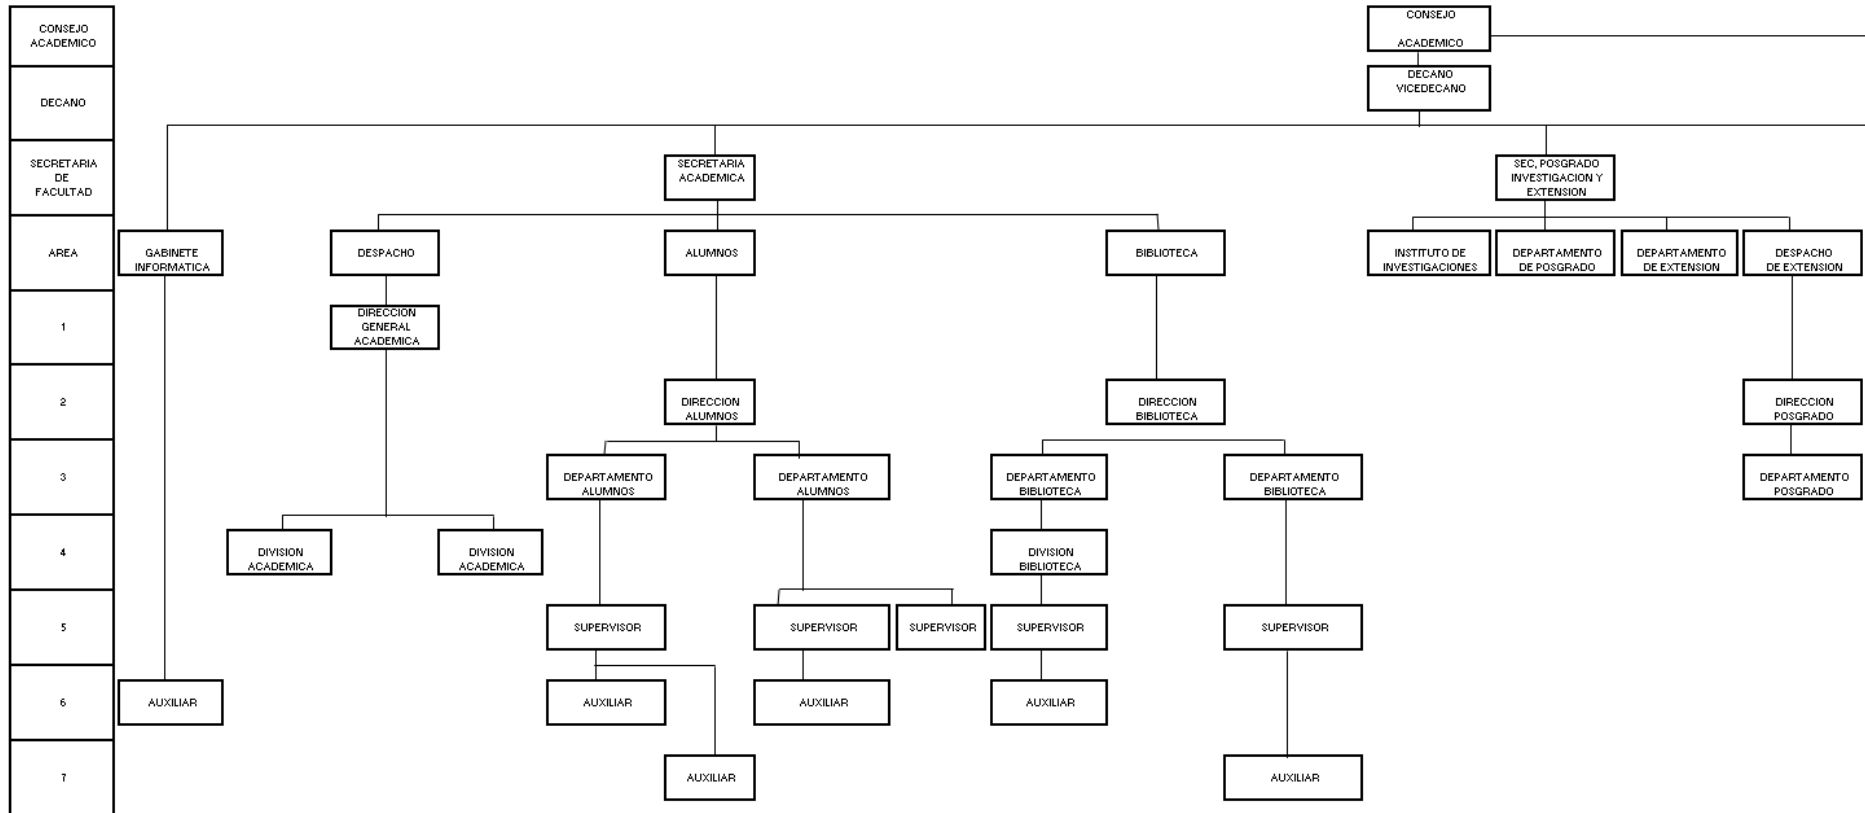 CONSEJO
ACADEMICO
CONSEJO
ACADEMICO
DECANO
DECANO
VICEDECANO
SECRETARIA
DE
FACULTAD
SECRETARIA
ACADEMICA
SEC, POSGRADO
INVESTIGACION Y
EXTENSION
AREA
GABINETE
INFORMATICA
DESPACHO
ALUMNOS
BIBLIOTECA
INSTITUTO DE
INVESTIGACIONES
DEPARTAMENTO
DE POSGRADO
DEPARTAMENTO
DE EXTENSION
DESPACHO
DE EXTENSION
1
DIRECCION
GENERAL
ACADEMICA
2
DIRECCION
ALUMNOS
DIRECCION
BIBLIOTECA
DIRECCION
POSGRADO
3
DEPARTAMENTO
ALUMNOS
DEPARTAMENTO
ALUMNOS
DEPARTAMENTO
BIBLIOTECA
DEPARTAMENTO
BIBLIOTECA
DEPARTAMENTO
POSGRADO
4
DIVISION
ACADEMICA
DIVISION
ACADEMICA
DIVISION
BIBLIOTECA
5
SUPERVISOR
SUPERVISOR
SUPERVISOR
SUPERVISOR
SUPERVISOR
6
AUXILIAR
AUXILIAR
AUXILIAR
AUXILIAR
7
AUXILIAR
AUXILIAR